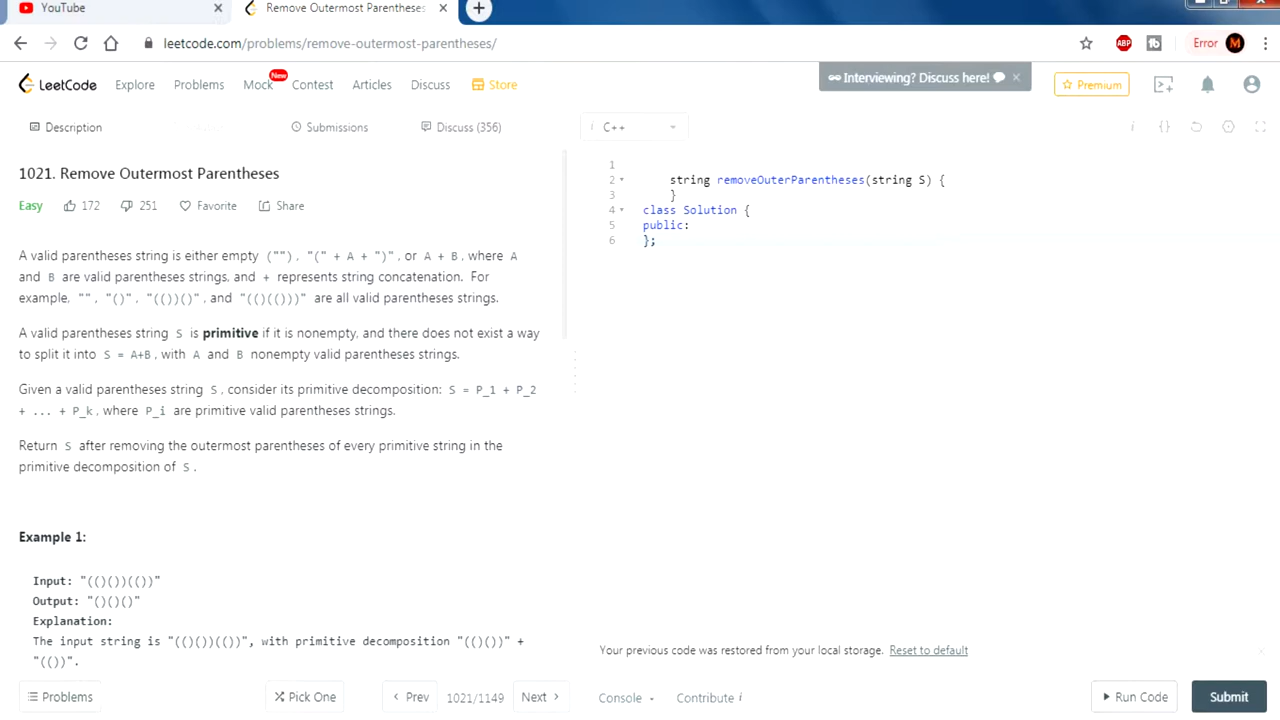 YouTube
Remove Outermost Parentheses
leetcode.com/problems/remove-outermost-parentheses/
ABP
Error
M
LeetCode
Explore
Problems
Mock
New
Contest
Articles
Discuss
Store
Interviewing? Discuss here!
Premium
Description
Submissions
Discuss (356)
i C++
1021. Remove Outermost Parentheses
Easy
172
251
Favorite
Share
A valid parentheses string is either empty (""), "(" + A + ")", or A + B, where A
and B are valid parentheses strings, and + represents string concatenation. For
example, "", "()", "(())()", and "(()(()))" are all valid parentheses strings.
A valid parentheses string S is primitive if it is nonempty, and there does not exist a way
to split it into S = A+B, with A and B nonempty valid parentheses strings.
Given a valid parentheses string S, consider its primitive decomposition: S = P_1 + P_2
+ ... + P_k, where P_i are primitive valid parentheses strings.
Return S after removing the outermost parentheses of every primitive string in the
primitive decomposition of S.
Example 1:
Input: "(()())(())"
Output: "()()()"
Explanation:
The input string is "(()())(())", with primitive decomposition "(()())" +
"(())".
1
2 string removeOuterParentheses(string S) {
3 }
4 class Solution {
5 public:
6 };
Your previous code was restored from your local storage. Reset to default
Problems
Pick One
Prev
1021/1149
Next
Console
Contribute i
Run Code
Submit